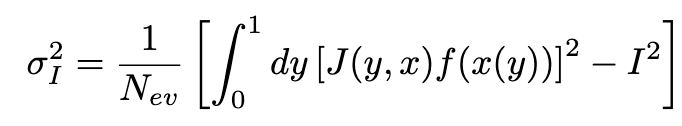 σ_I^2 = \frac{1}{N_{ev}} \left[ \int_0^1 dy \, [J(y, x) f(x(y))]^2 - I^2 \right]